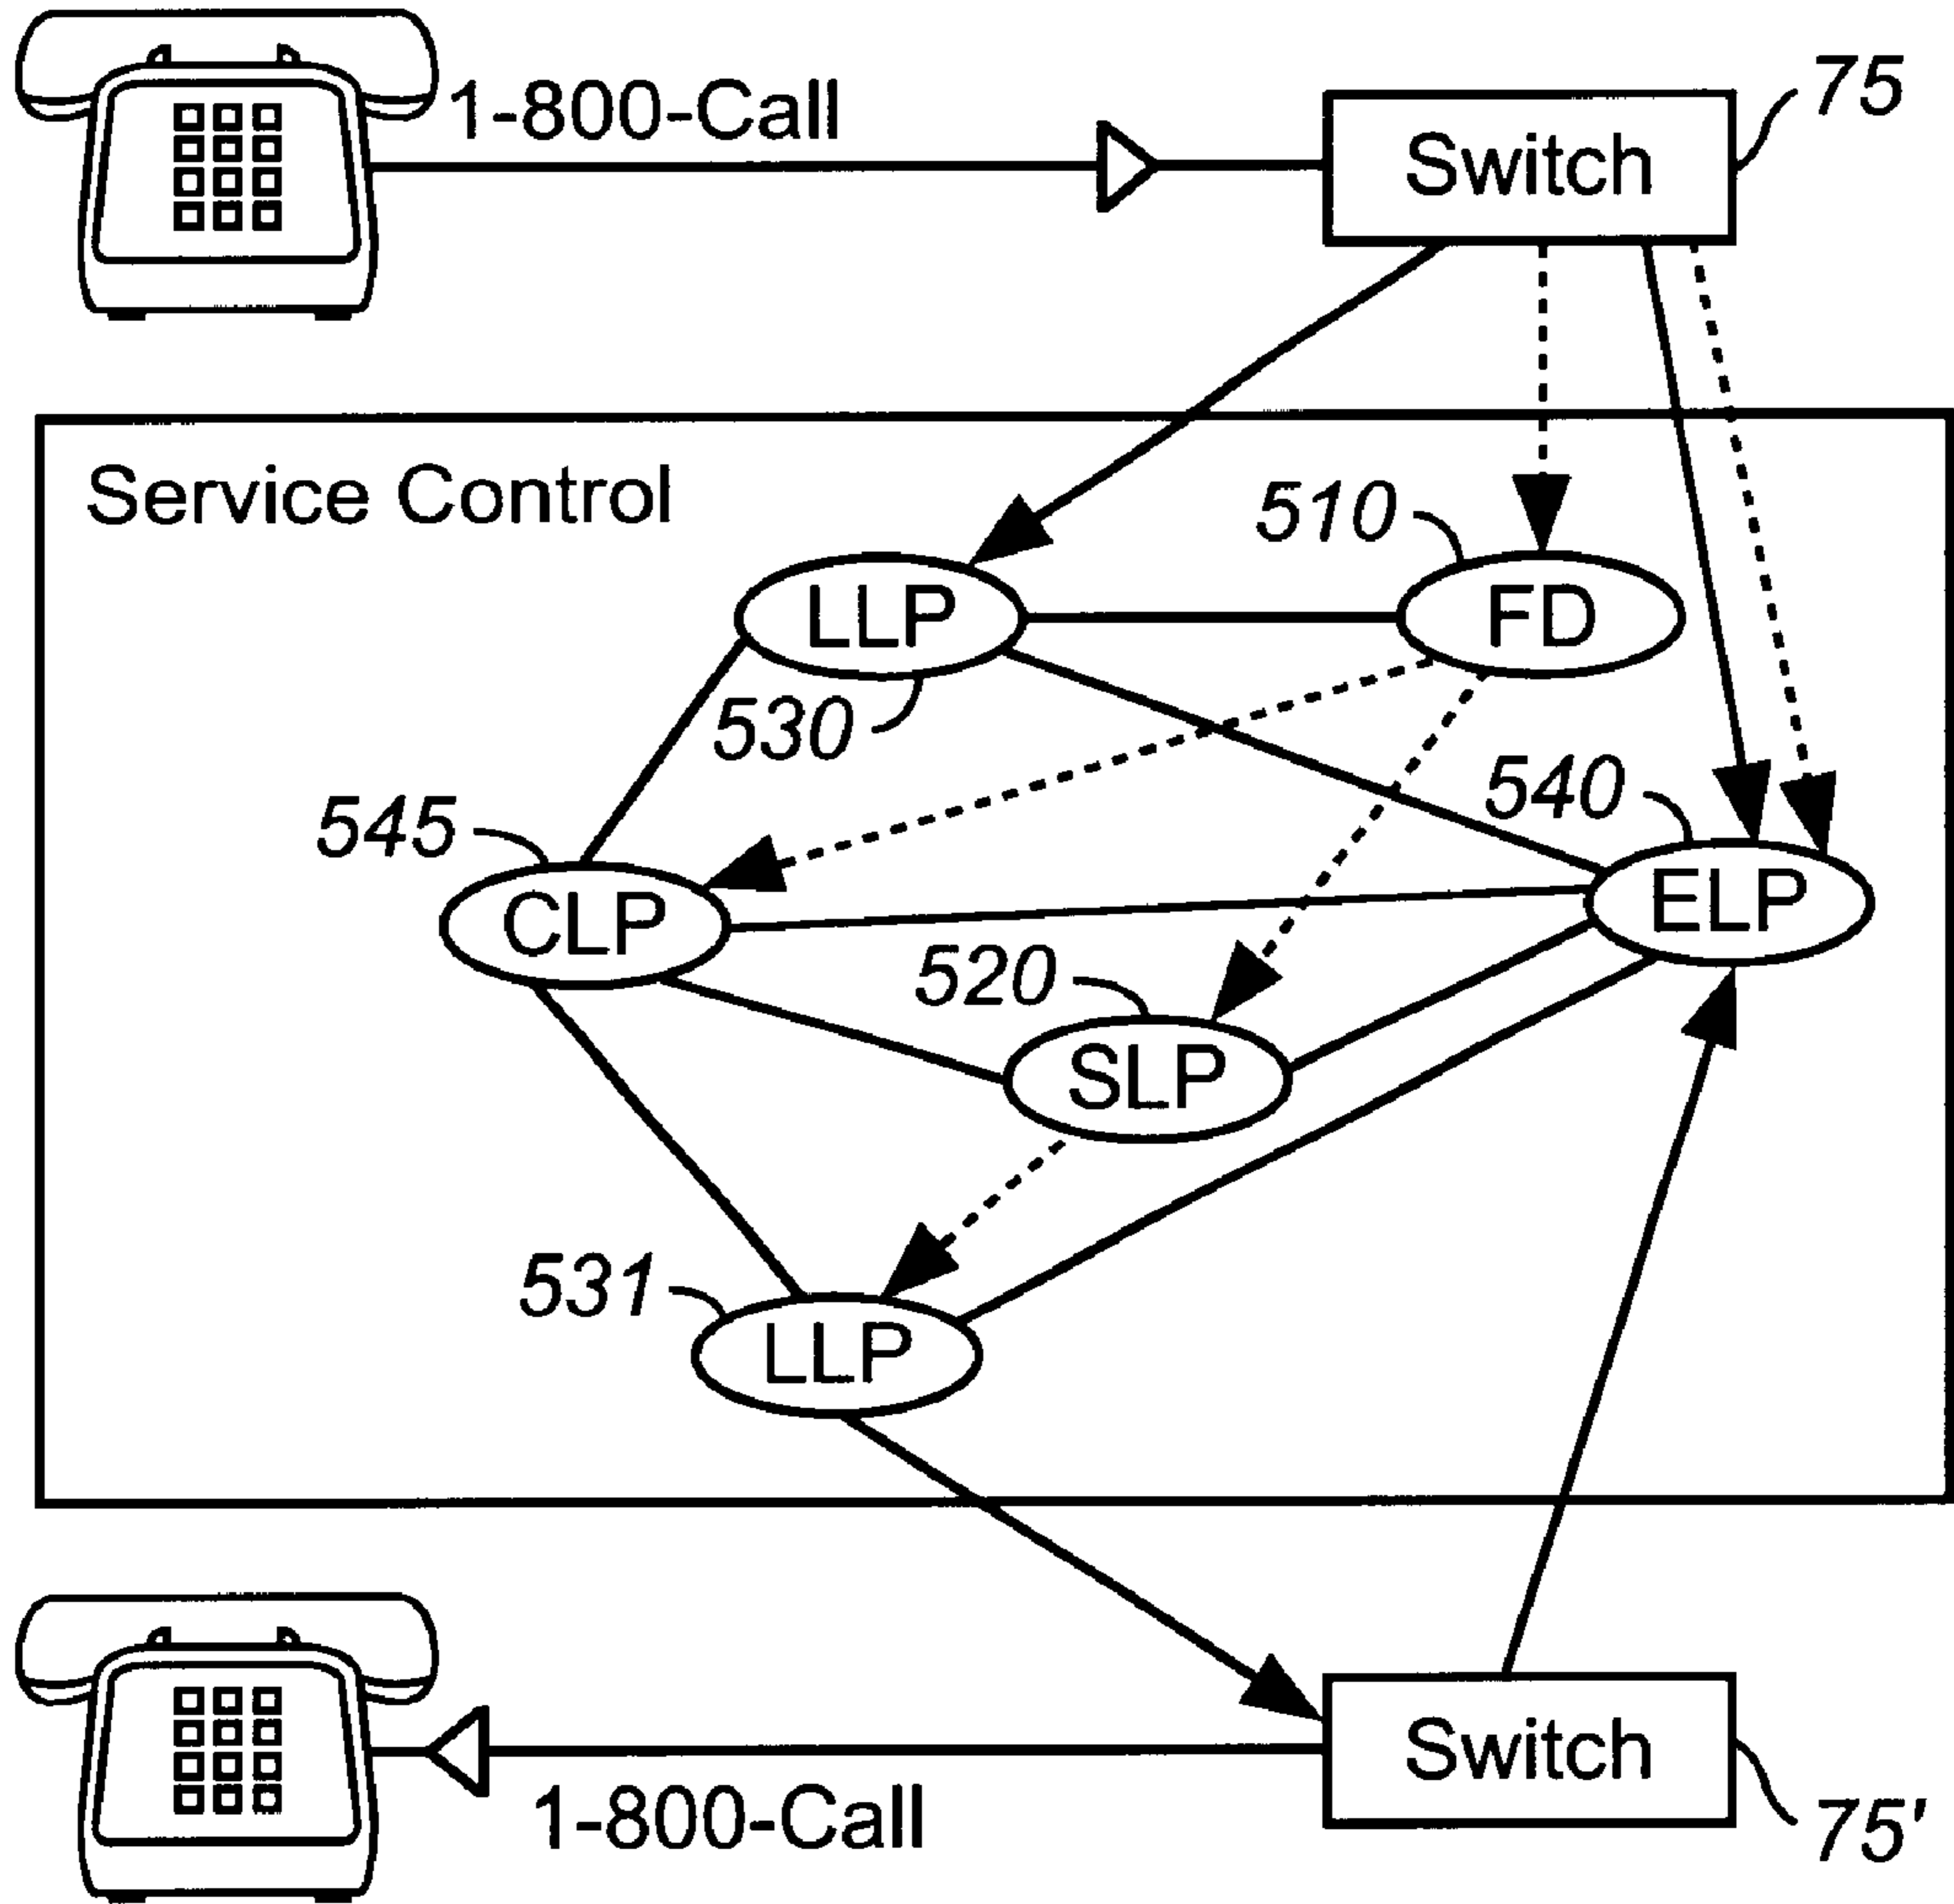 1-800-Call
Switch
75
Service Control
510
LLP
FD
530
540
545
ELP
CLP
520
SLP
531
LLP
Switch
1-800-Call
75'